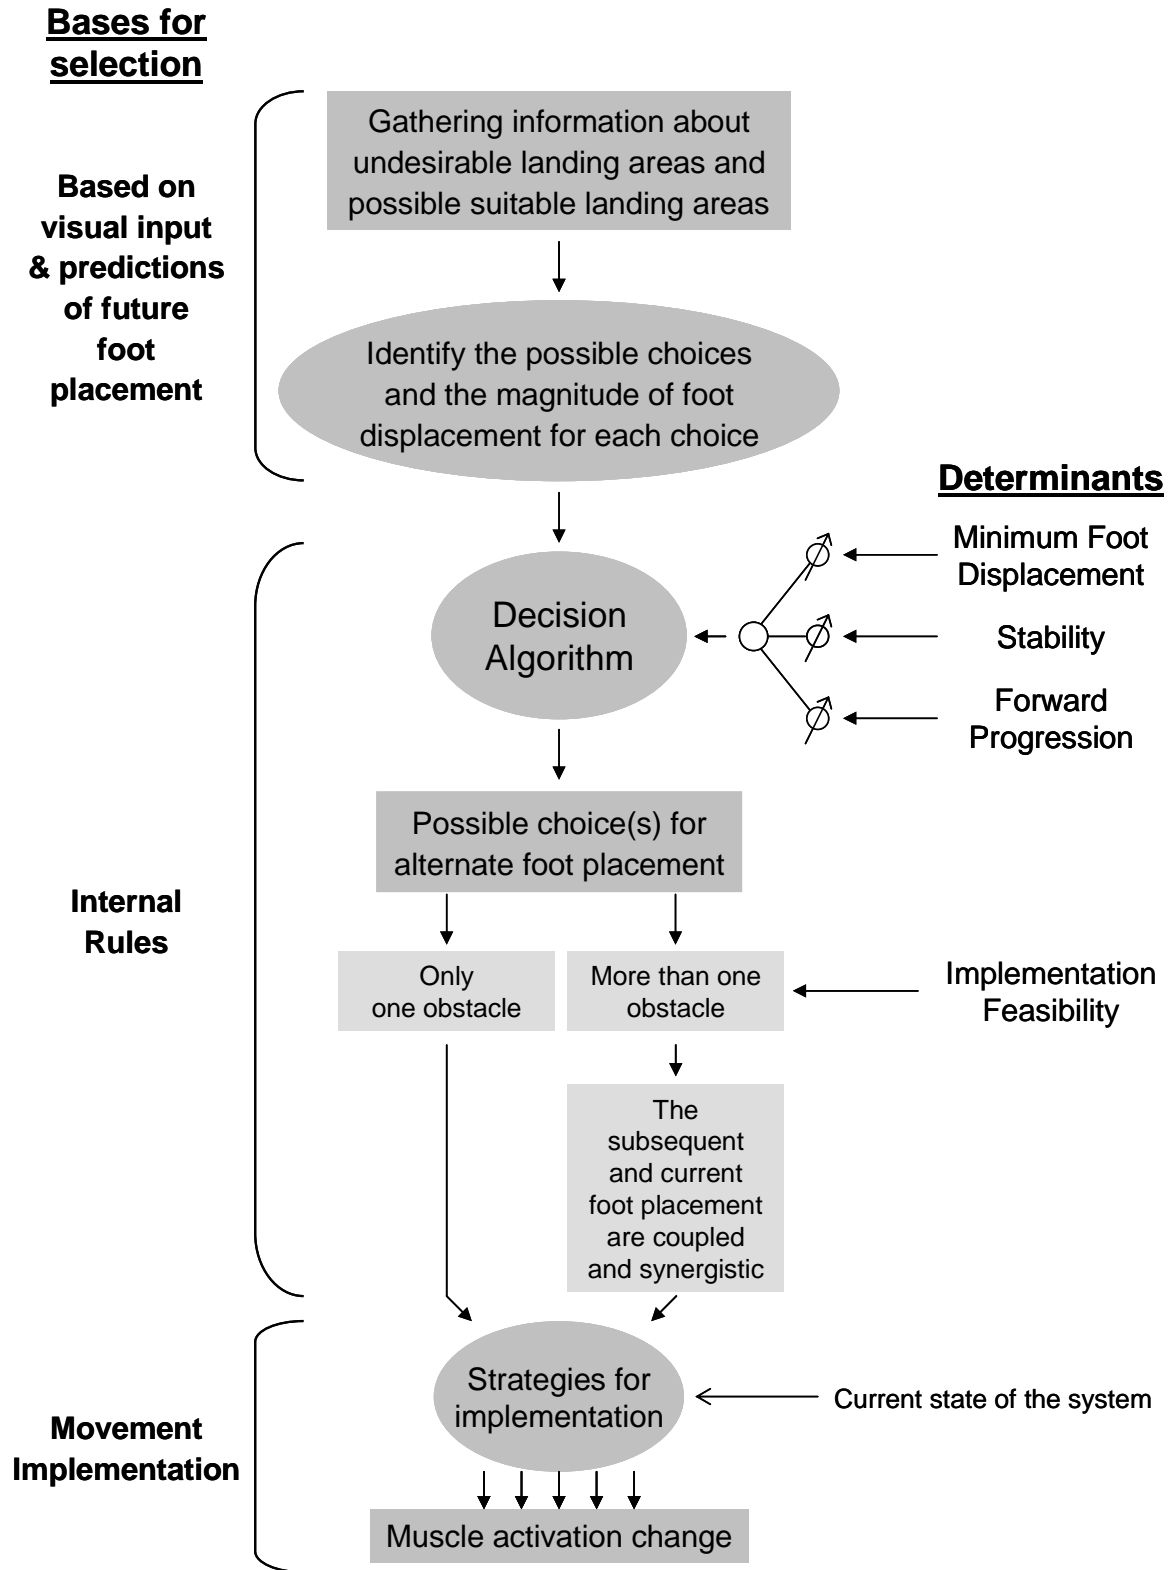 Bases for
selection
Gathering information about
undesirable landing areas and
possible suitable landing areas
Based on
visual input
& predictions
of future
foot
placement
Identify the possible choices
and the magnitude of foot
displacement for each choice
Determinants
Minimum Foot
Displacement
Decision
Algorithm
Stability
Forward
Progression
Possible choice(s) for
alternate foot placement
Internal
Rules
Only
one obstacle
More than one
obstacle
Implementation
Feasibility
The
subsequent
and current
foot placement
are coupled
and synergistic
Strategies for
implementation
Current state of the system
Movement
Implementation
Muscle activation change